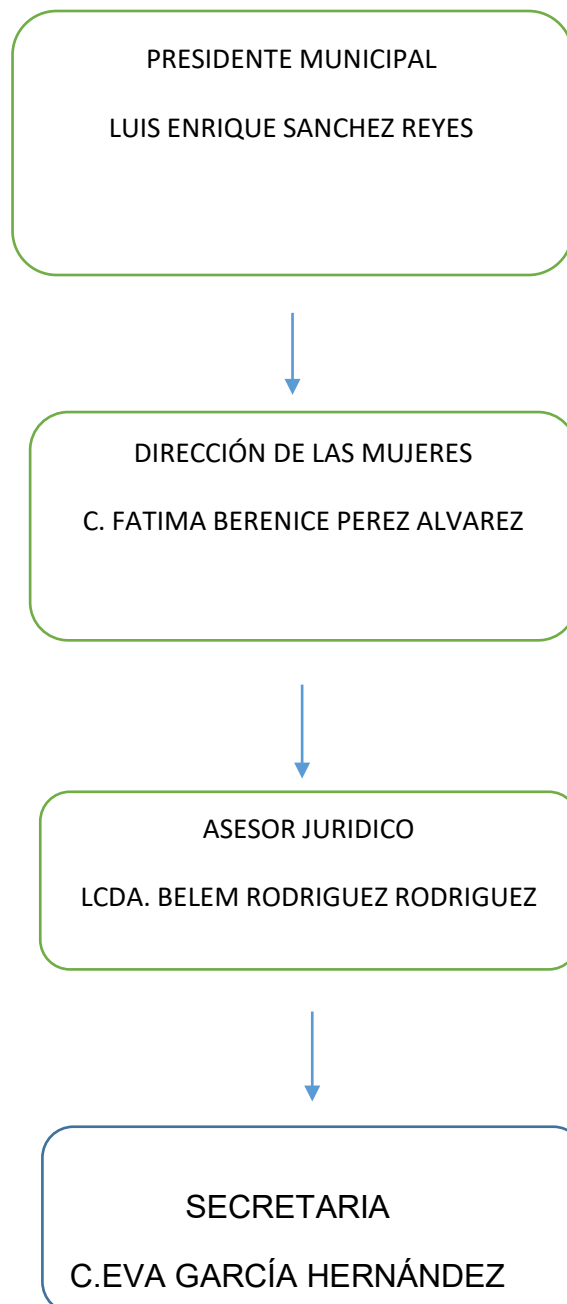 PRESIDENTE MUNICIPAL
LUIS ENRIQUE SANCHEZ REYES
DIRECCIÓN DE LAS MUJERES
C. FATIMA BERENICE PEREZ ALVAREZ
ASESOR JURIDICO
LCDA. BELEM RODRIGUEZ RODRIGUEZ
SECRETARIA
C.EVA GARCÍA HERNÁNDEZ